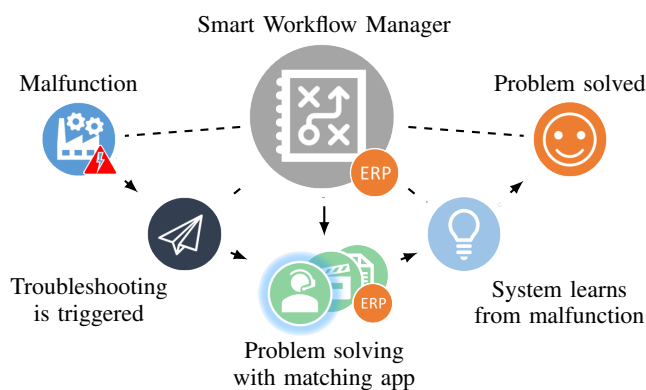 Smart Workflow Manager
Malfunction
Problem solved
ERP
Troubleshooting
is triggered
ERP
System learns
from malfunction
Problem solving
with matching app